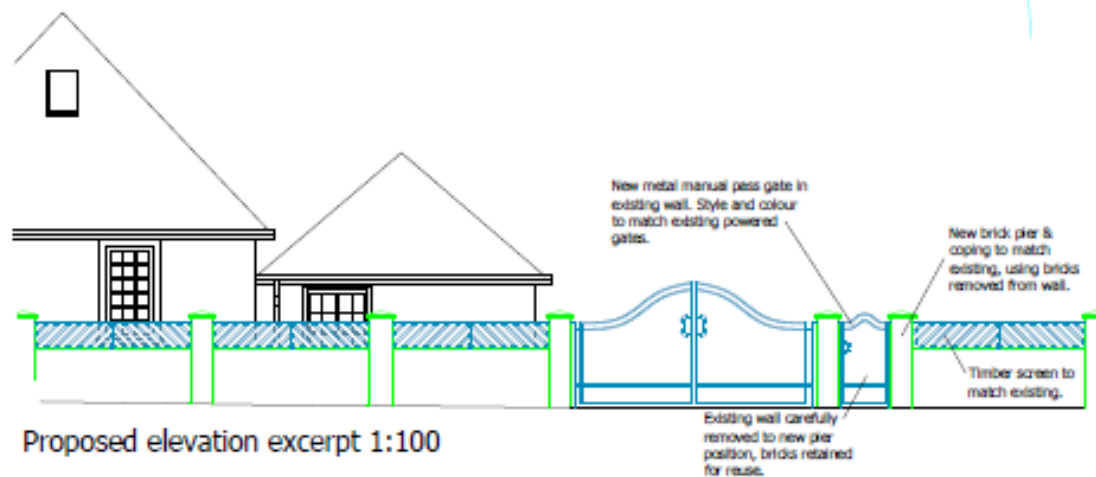 New metal manual pass gate in
existing wall. Style and colour
to match existing powered
gates.
New brick pier &
coping to match
existing, using bricks
removed from wall.
Timber screen to
match existing.
Existing wall carefully
removed to new pier
position, bricks retained
for reuse.
Proposed elevation excerpt 1:100